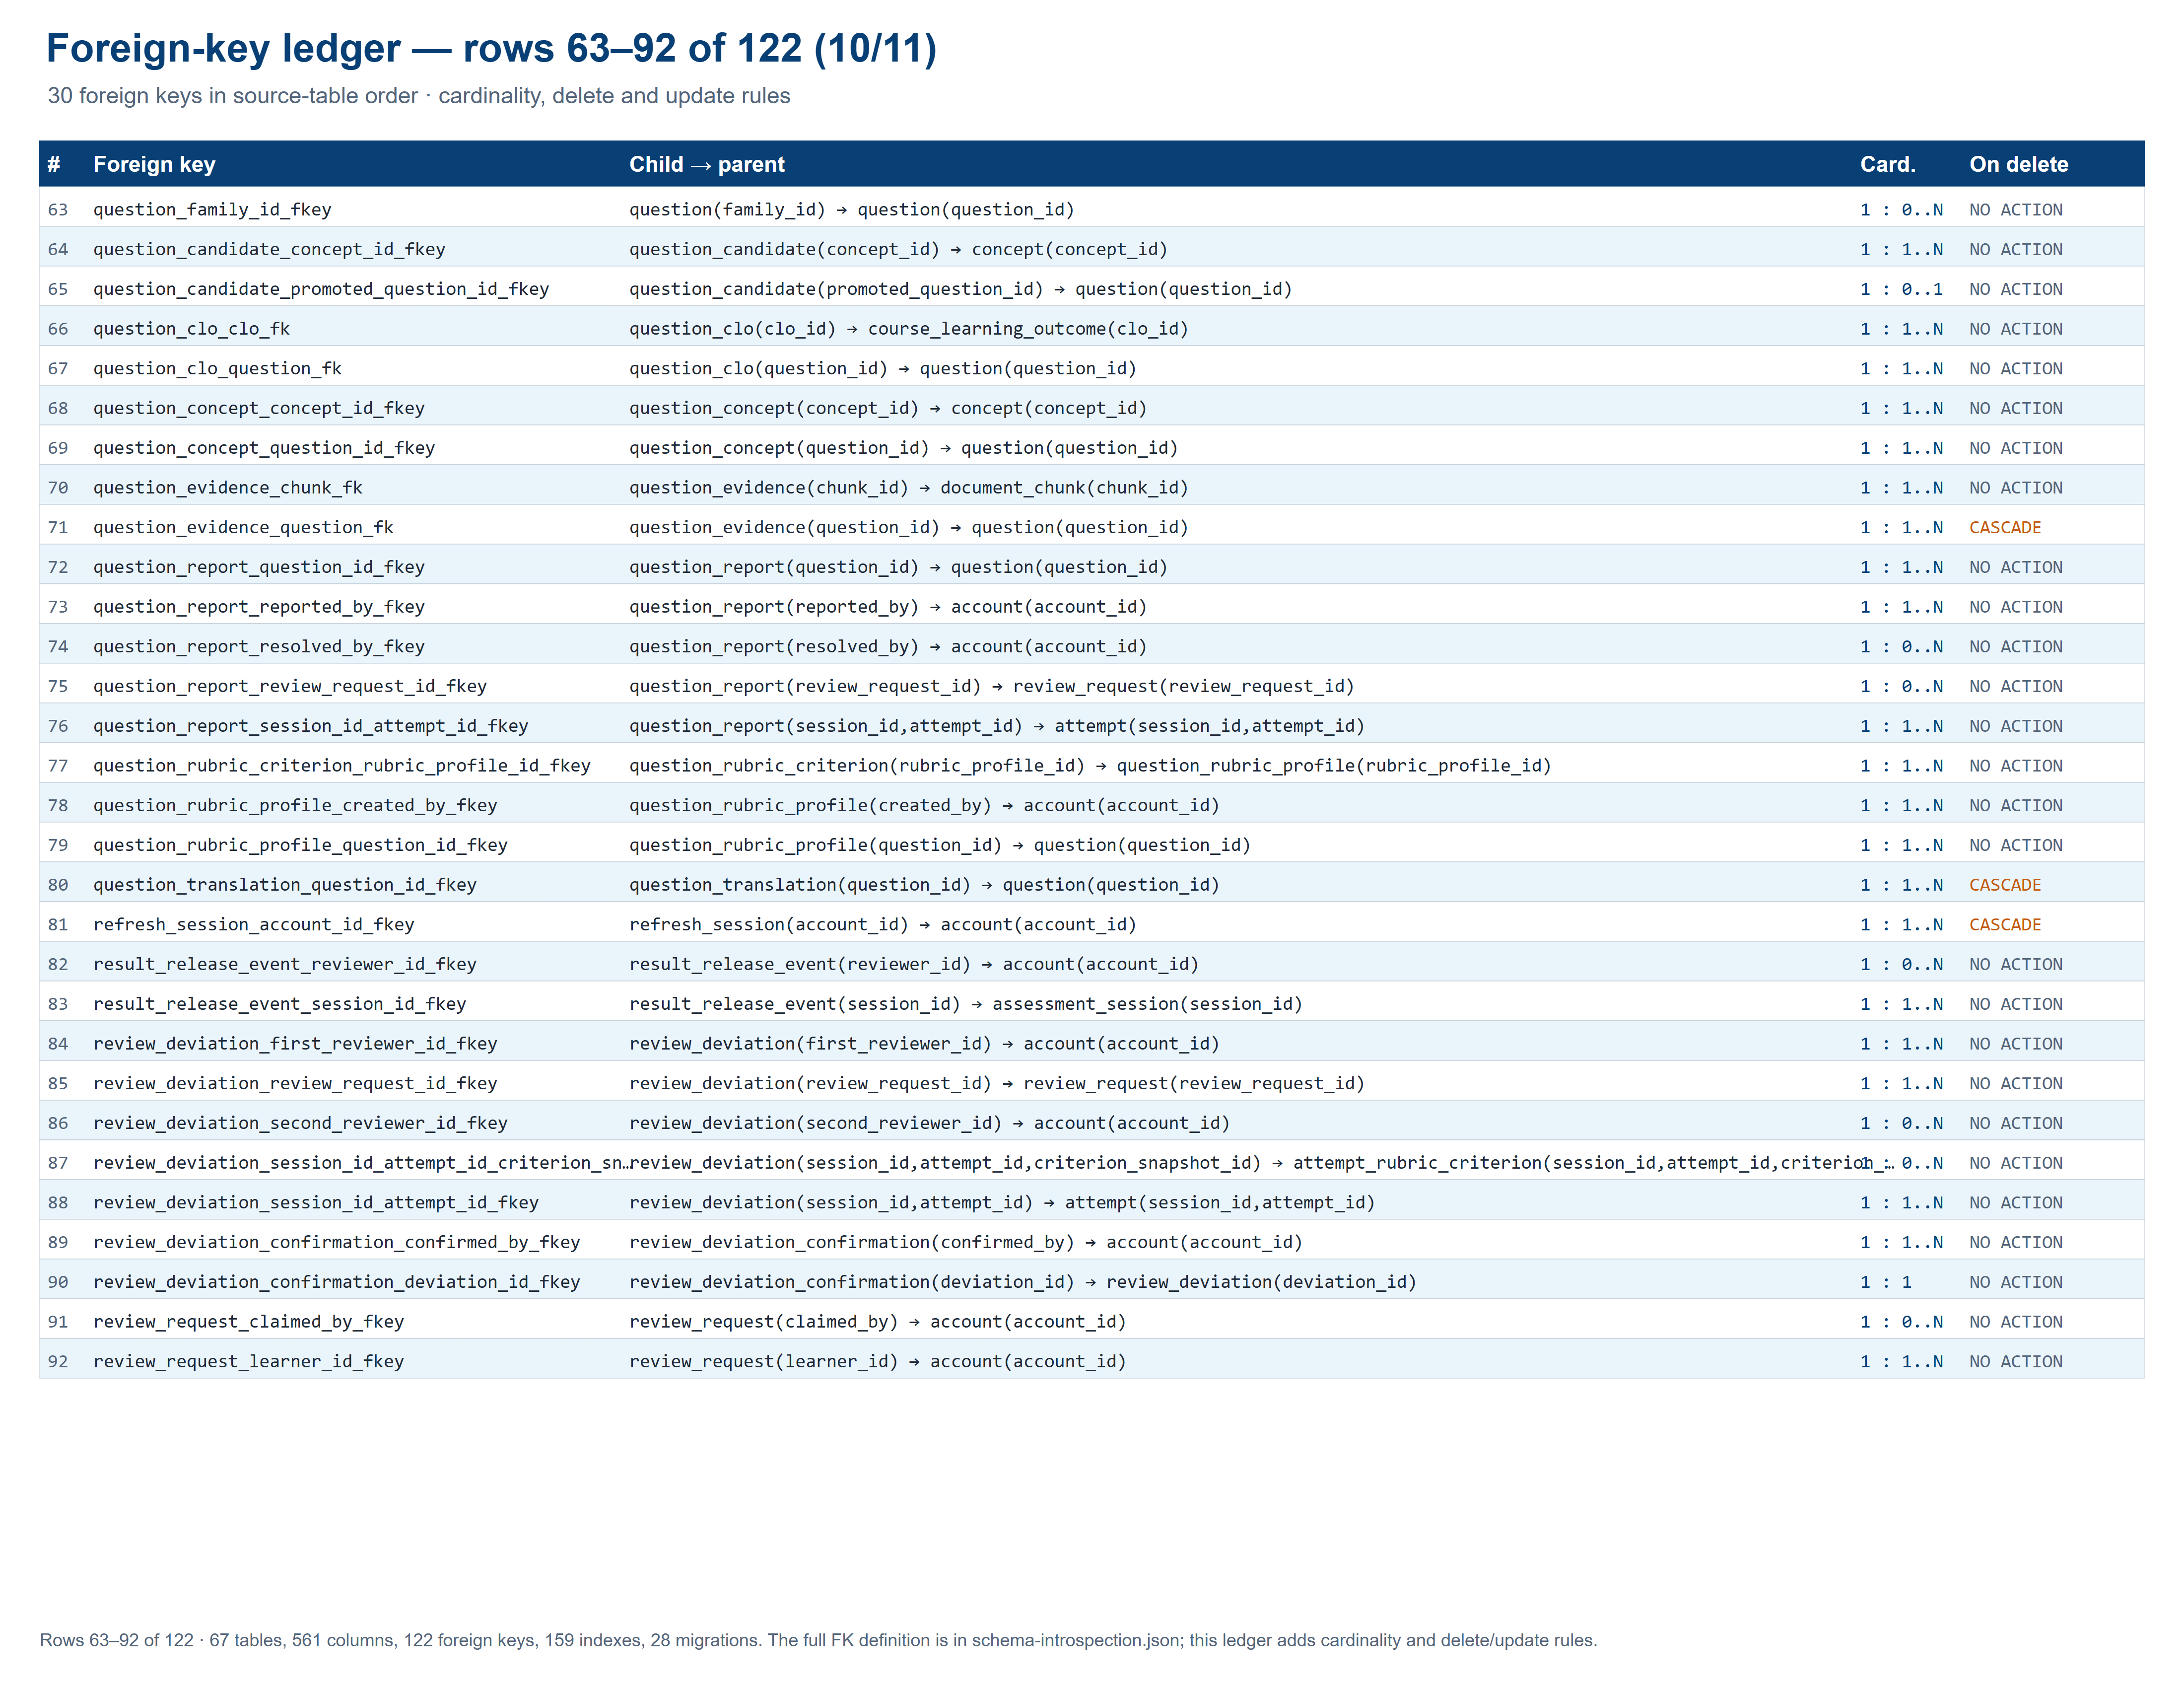 Foreign-key ledger — rows 63–92 of 122 (10/11)
30 foreign keys in source-table order · cardinality, delete and update rules
# Foreign key Child → parent Card. On delete
63 question_family_id_fkey question(family_id) → question(question_id) 1 : 0..N NO ACTION
64 question_candidate_concept_id_fkey question_candidate(concept_id) → concept(concept_id) 1 : 1..N NO ACTION
65 question_candidate_promoted_question_id_fkey question_candidate(promoted_question_id) → question(question_id) 1 : 0..1 NO ACTION
66 question_clo_clo_fk question_clo(clo_id) → course_learning_outcome(clo_id) 1 : 1..N NO ACTION
67 question_clo_question_fk question_clo(question_id) → question(question_id) 1 : 1..N NO ACTION
68 question_concept_concept_id_fkey question_concept(concept_id) → concept(concept_id) 1 : 1..N NO ACTION
69 question_concept_question_id_fkey question_concept(question_id) → question(question_id) 1 : 1..N NO ACTION
70 question_evidence_chunk_fk question_evidence(chunk_id) → document_chunk(chunk_id) 1 : 1..N NO ACTION
71 question_evidence_question_fk question_evidence(question_id) → question(question_id) 1 : 1..N CASCADE
72 question_report_question_id_fkey question_report(question_id) → question(question_id) 1 : 1..N NO ACTION
73 question_report_reported_by_fkey question_report(reported_by) → account(account_id) 1 : 1..N NO ACTION
74 question_report_resolved_by_fkey question_report(resolved_by) → account(account_id) 1 : 0..N NO ACTION
75 question_report_review_request_id_fkey question_report(review_request_id) → review_request(review_request_id) 1 : 0..N NO ACTION
76 question_report_session_id_attempt_id_fkey question_report(session_id,attempt_id) → attempt(session_id,attempt_id) 1 : 1..N NO ACTION
77 question_rubric_criterion_rubric_profile_id_fkey question_rubric_criterion(rubric_profile_id) → question_rubric_profile(rubric_profile_id) 1 : 1..N NO ACTION
78 question_rubric_profile_created_by_fkey question_rubric_profile(created_by) → account(account_id) 1 : 1..N NO ACTION
79 question_rubric_profile_question_id_fkey question_rubric_profile(question_id) → question(question_id) 1 : 1..N NO ACTION
80 question_translation_question_id_fkey question_translation(question_id) → question(question_id) 1 : 1..N CASCADE
81 refresh_session_account_id_fkey refresh_session(account_id) → account(account_id) 1 : 1..N CASCADE
82 result_release_event_reviewer_id_fkey result_release_event(reviewer_id) → account(account_id) 1 : 0..N NO ACTION
83 result_release_event_session_id_fkey result_release_event(session_id) → assessment_session(session_id) 1 : 1..N NO ACTION
84 review_deviation_first_reviewer_id_fkey review_deviation(first_reviewer_id) → account(account_id) 1 : 1..N NO ACTION
85 review_deviation_review_request_id_fkey review_deviation(review_request_id) → review_request(review_request_id) 1 : 1..N NO ACTION
86 review_deviation_second_reviewer_id_fkey review_deviation(second_reviewer_id) → account(account_id) 1 : 0..N NO ACTION
87 review_deviation_session_id_attempt_id_criterion_sn… review_deviation(session_id,attempt_id,criterion_snapshot_id) → attempt_rubric_criterion(session_id,attempt_id,criterion_… 1 : 0..N NO ACTION
88 review_deviation_session_id_attempt_id_fkey review_deviation(session_id,attempt_id) → attempt(session_id,attempt_id) 1 : 1..N NO ACTION
89 review_deviation_confirmation_confirmed_by_fkey review_deviation_confirmation(confirmed_by) → account(account_id) 1 : 1..N NO ACTION
90 review_deviation_confirmation_deviation_id_fkey review_deviation_confirmation(deviation_id) → review_deviation(deviation_id) 1 : 1 NO ACTION
91 review_request_claimed_by_fkey review_request(claimed_by) → account(account_id) 1 : 0..N NO ACTION
92 review_request_learner_id_fkey review_request(learner_id) → account(account_id) 1 : 1..N NO ACTION
Rows 63–92 of 122 · 67 tables, 561 columns, 122 foreign keys, 159 indexes, 28 migrations. The full FK definition is in schema-introspection.json; this ledger adds cardinality and delete/update rules.